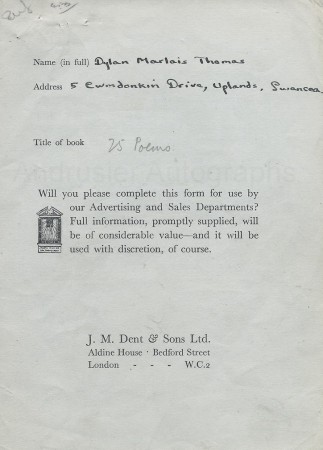 Name (in full) Dylan Marlais Thomas
Address 5 Cwmdonkin Drive, Uplands, Swansea
Title of book 25 Poems.
Will you please complete this form for use by
our Advertising and Sales Departments?
Full information, promptly supplied, will
be of considerable value—and it will be
used with discretion, of course.
J. M. Dent & Sons Ltd.
Aldine House · Bedford Street
London - - - W.C.2